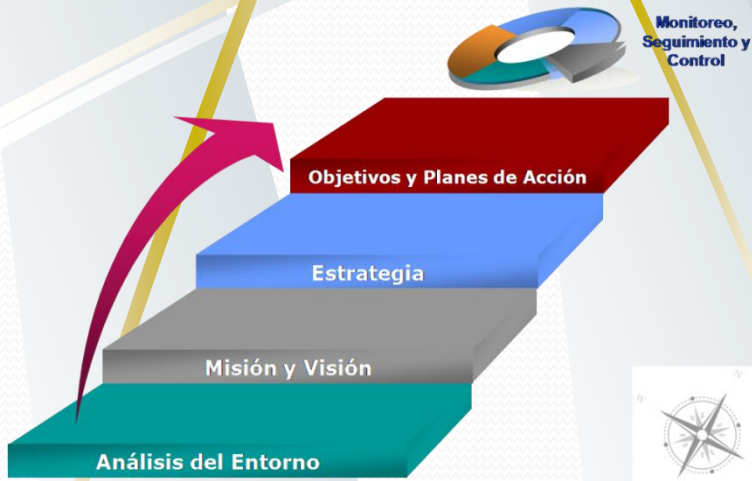 Monitoreo,
Seguimiento y
Control
Objetivos y Planes de Acción
Estrategia
Misión y Visión
Análisis del Entorno
N
W